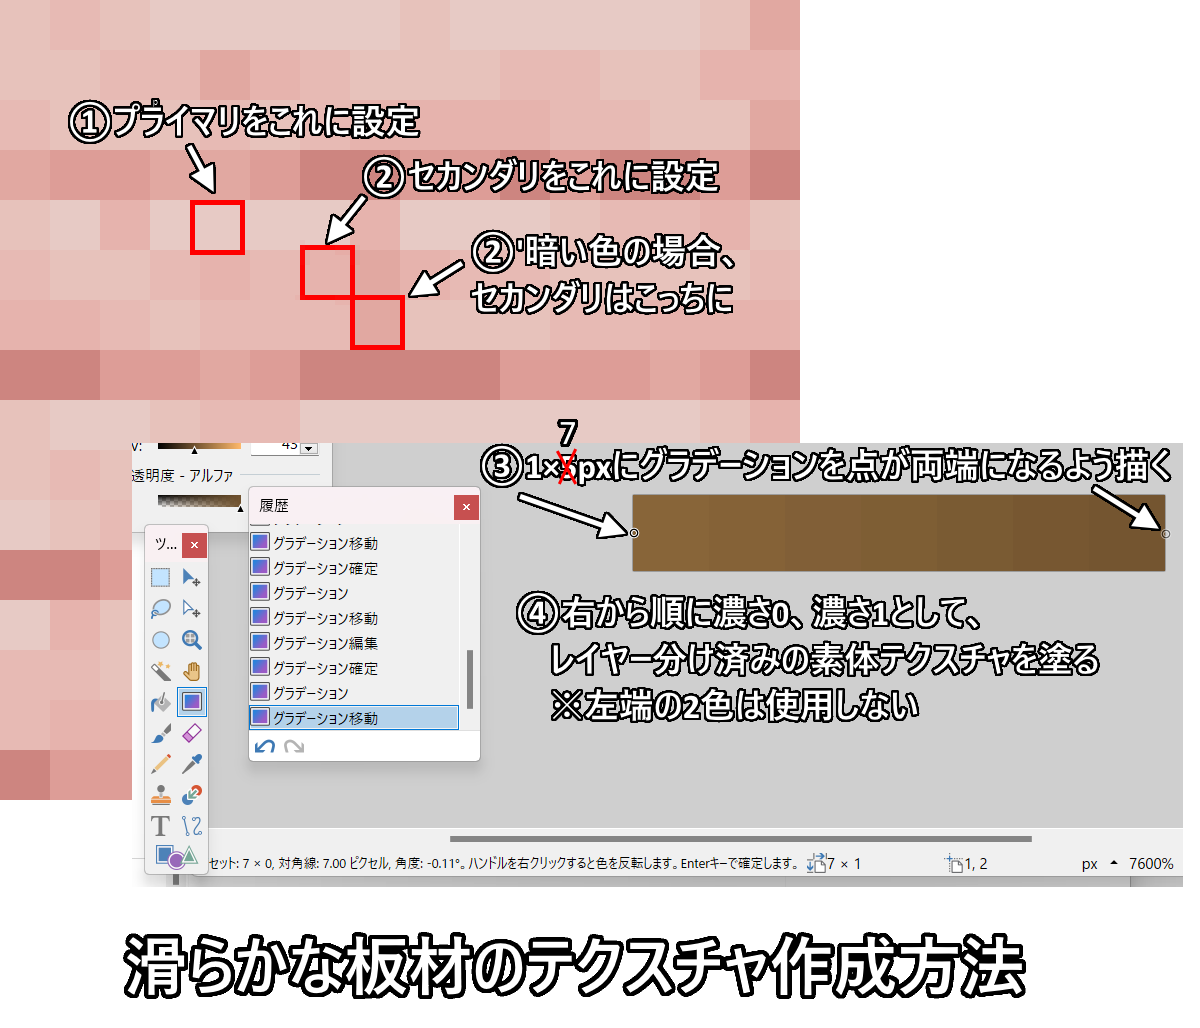 ①プライマリをこれに設定
②セカンダリをこれに設定
②'暗い色の場合、
セカンダリはこっちに
7
③1×5pxにグラデーションを点が両端になるよう描く
V:
43
透明度 - アルファ
履歴
ツ...
グラデーション移動
グラデーション確定
グラデーション
グラデーション移動
グラデーション編集
グラデーション確定
グラデーション
グラデーション移動
④右から順に濃さ0、濃さ1として、
レイヤー分け済みの素体テクスチャを塗る
※左端の2色は使用しない
セット: 7 × 0, 対角線: 7.00 ピクセル, 角度: -0.11°。ハンドルを右クリックすると色を反転します。Enterキーで確定します。
7 × 1
1, 2
px
7600%
滑らかな板材のテクスチャ作成方法